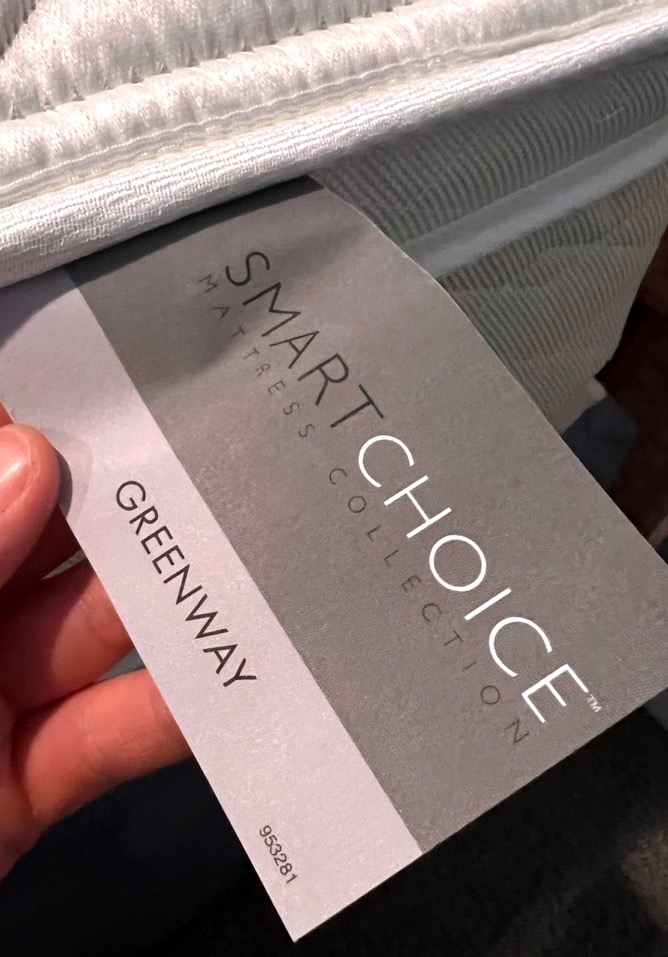 SMARTCHOICE™
MATTRESS COLLECTION
GREENWAY
953281